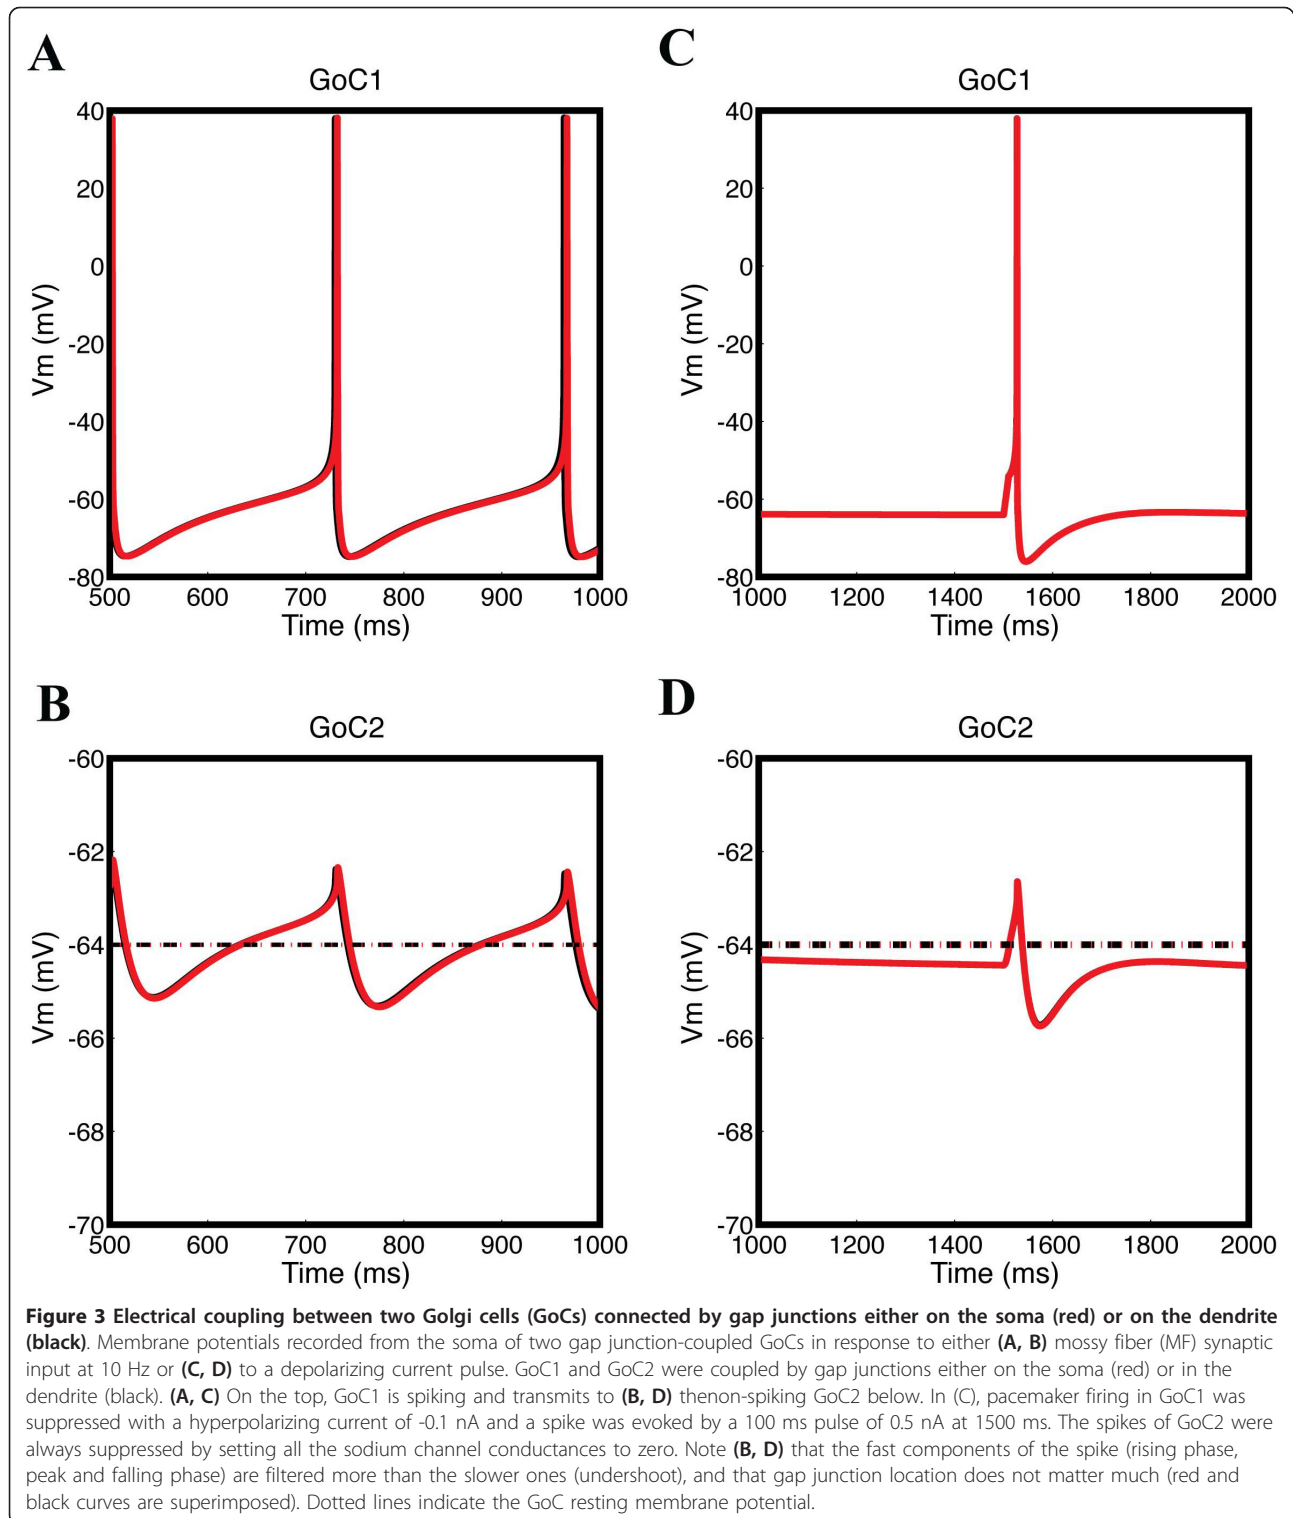 A
GoC1
40
20
0
-20
-40
-60
-80
Vm (mV)
500 600 700 800 900 1000
Time (ms)
C
GoC1
40
20
0
-20
-40
-60
-80
Vm (mV)
1000 1200 1400 1600 1800 2000
Time (ms)
B
GoC2
-60
-62
-64
-66
-68
-70
Vm (mV)
500 600 700 800 900 1000
Time (ms)
D
GoC2
-60
-62
-64
-66
-68
-70
Vm (mV)
1000 1200 1400 1600 1800 2000
Time (ms)
Figure 3 Electrical coupling between two Golgi cells (GoCs) connected by gap junctions either on the soma (red) or on the dendrite
(black). Membrane potentials recorded from the soma of two gap junction-coupled GoCs in response to either (A, B) mossy fiber (MF) synaptic
input at 10 Hz or (C, D) to a depolarizing current pulse. GoC1 and GoC2 were coupled by gap junctions either on the soma (red) or in the
dendrite (black). (A, C) On the top, GoC1 is spiking and transmits to (B, D) thenon-spiking GoC2 below. In (C), pacemaker firing in GoC1 was
suppressed with a hyperpolarizing current of -0.1 nA and a spike was evoked by a 100 ms pulse of 0.5 nA at 1500 ms. The spikes of GoC2 were
always suppressed by setting all the sodium channel conductances to zero. Note (B, D) that the fast components of the spike (rising phase,
peak and falling phase) are filtered more than the slower ones (undershoot), and that gap junction location does not matter much (red and
black curves are superimposed). Dotted lines indicate the GoC resting membrane potential.